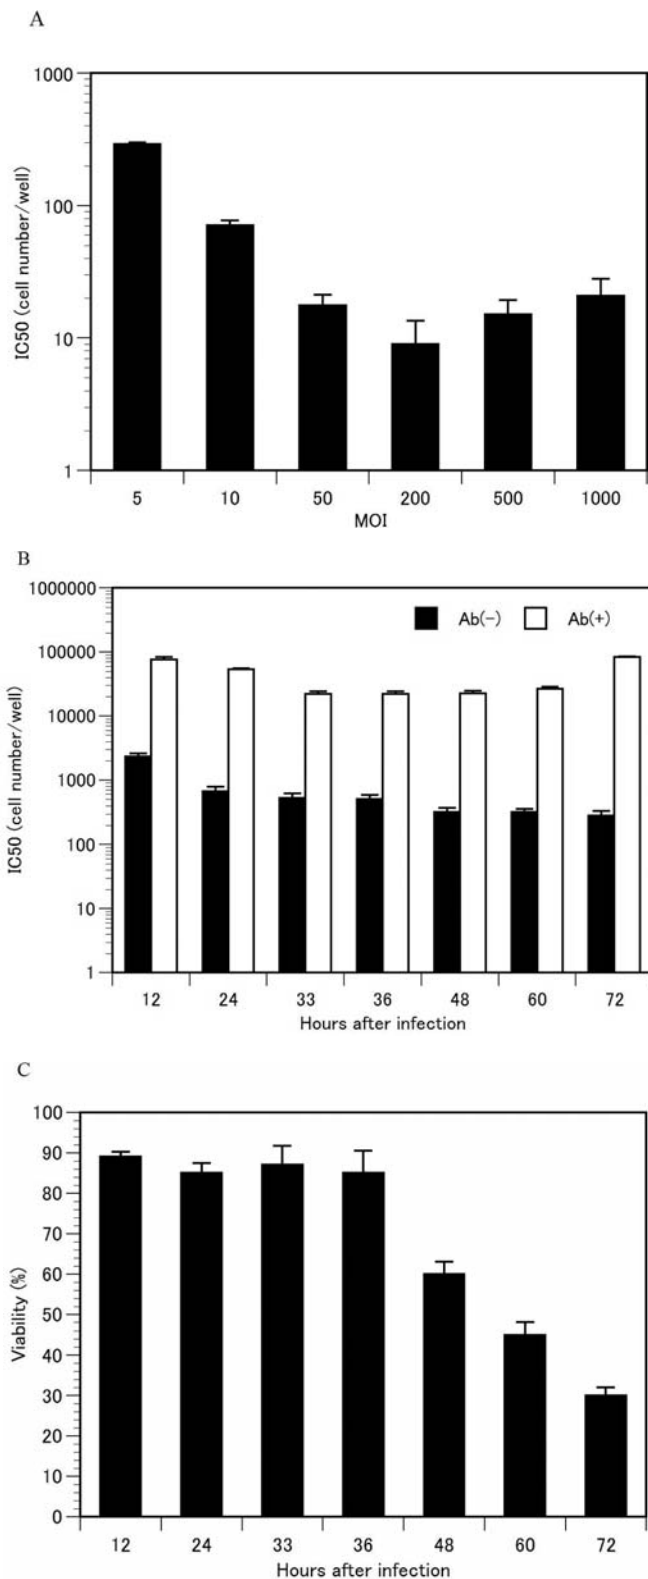 A
1000
100
10
1
IC50 (cell number/well)
5 10 50 200 500 1000
MOI
B
1000000
100000
10000
1000
100
10
1
IC50 (cell number/well)
Ab(-) Ab(+)
12 24 33 36 48 60 72
Hours after infection
C
100
90
80
70
60
50
40
30
20
10
0
Viability (%)
12 24 33 36 48 60 72
Hours after infection